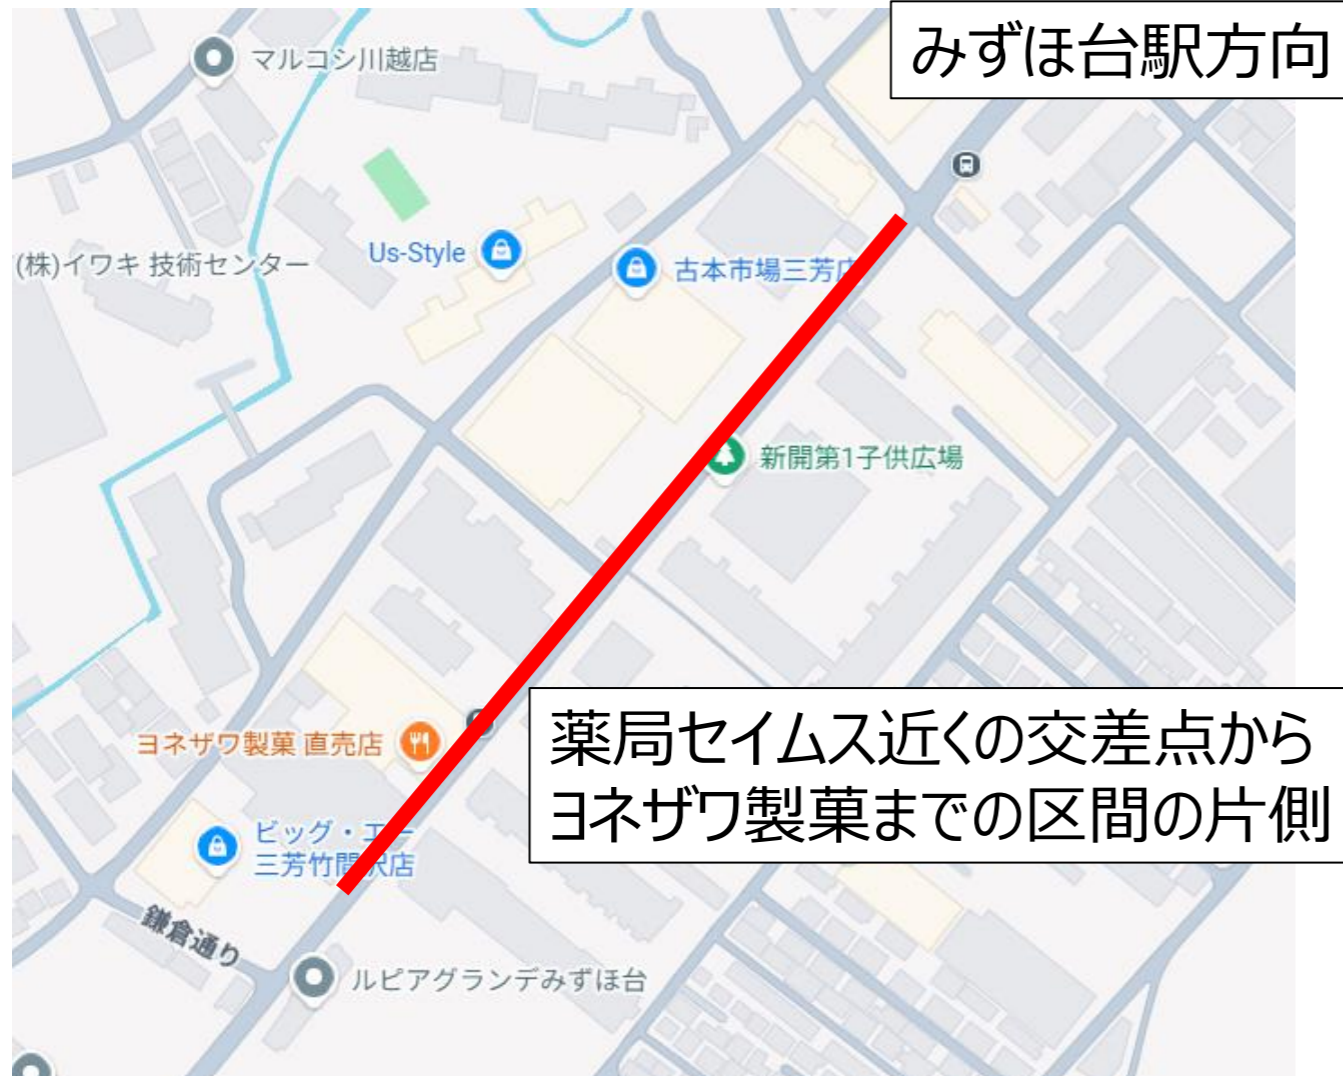 みずほ台駅方向
マルコシ川越店
(株)イワキ 技術センター
Us-Style
古本市場三芳店
新開第1子供広場
ヨネザワ製菓 直売店
薬局セイムス近くの交差点から
ヨネザワ製菓までの区間の片側
ビッグ・エー
三芳竹間沢店
鎌倉通り
ルピアグランデみずほ台